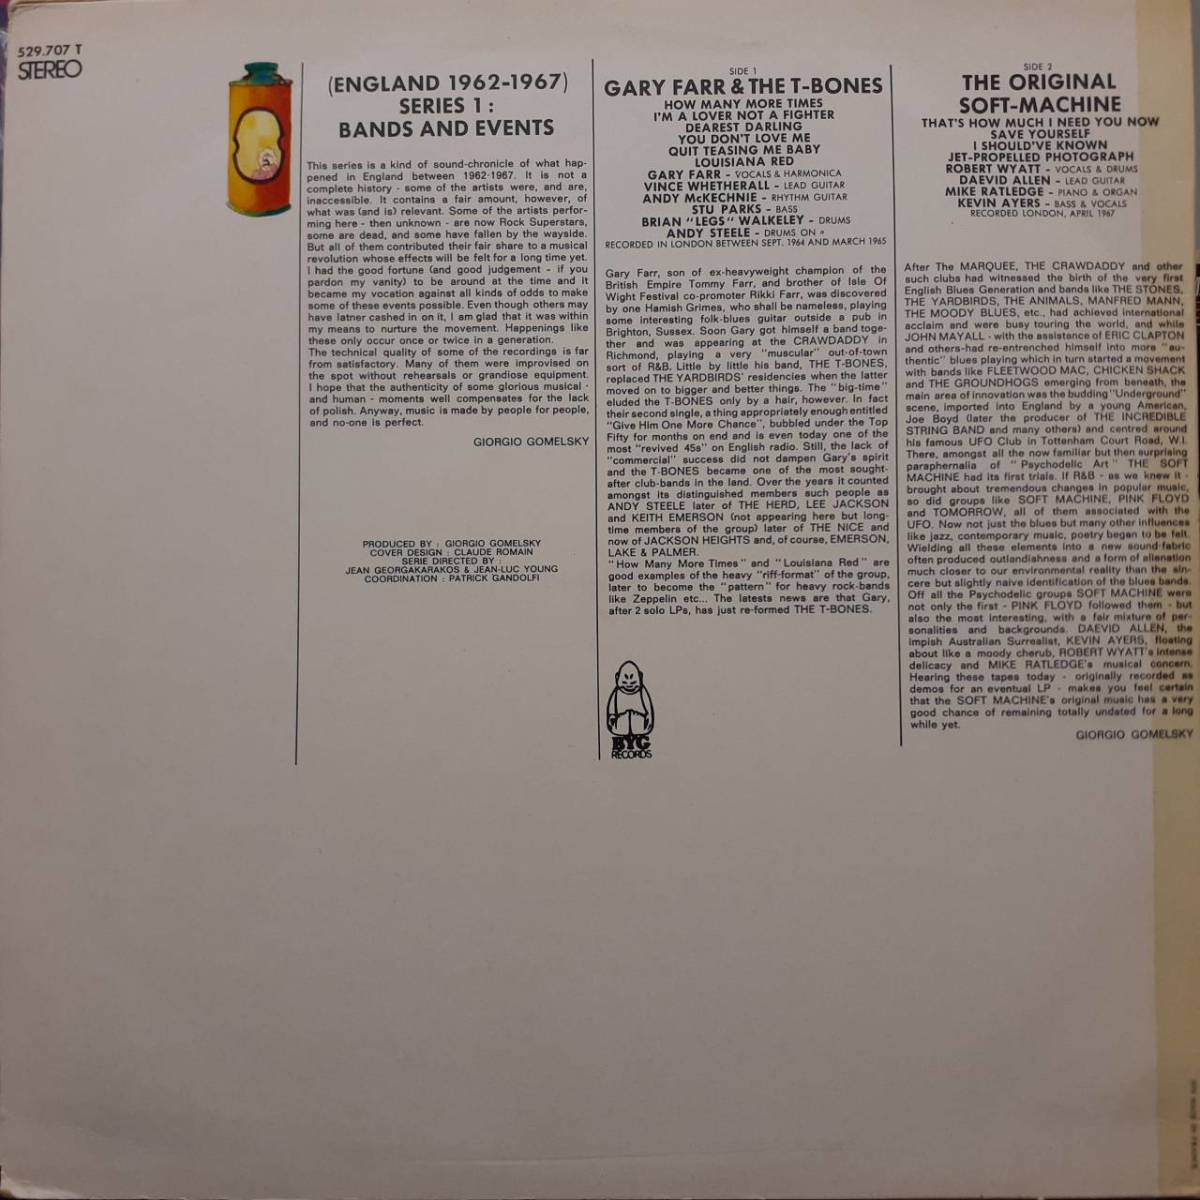 529.707 T
STEREO
(ENGLAND 1962-1967)
SERIES 1 :
BANDS AND EVENTS
This series is a kind of sound-chronicle of what hap-
pened in England between 1962-1967. It is not a
complete history - some of the artists were, and are,
inaccessible. It contains a fair amount, however, of
what was (and is) relevant. Some of the artists perfor-
ming here - then unknown - are now Rock Superstars,
some are dead, and some have fallen by the wayside.
But all of them contributed their fair share to a musical
revolution whose effects will be felt for a long time yet.
I had the good fortune (and good judgement - if you
pardon my vanity) to be around at the time and it
became my vocation against all kinds of odds to make
some of these events possible. Even though others may
have latner cashed in on it, I am glad that it was within
my means to nurture the movement. Happenings like
these only occur once or twice in a generation.
The technical quality of some of the recordings is far
from satisfactory. Many of them were improvised on
the spot without rehearsals or grandiose equipment.
I hope that the authenticity of some glorious musical -
and human - moments well compensates for the lack
of polish. Anyway, music is made by people for people,
and no-one is perfect.
GIORGIO GOMELSKY
PRODUCED BY : GIORGIO GOMELSKY
COVER DESIGN : CLAUDE ROMAIN
SERIE DIRECTED BY :
JEAN GEORGAKARAKOS & JEAN-LUC YOUNG
COORDINATION : PATRICK GANDOLFI
SIDE 1
GARY FARR & THE T-BONES
HOW MANY MORE TIMES
I'M A LOVER NOT A FIGHTER
DEAREST DARLING
YOU DON'T LOVE ME
QUIT TEASING ME BABY
LOUISIANA RED
GARY FARR - VOCALS & HARMONICA
VINCE WHETHERALL - LEAD GUITAR
ANDY McKECHNIE - RHYTHM GUITAR
STU PARKS - BASS
BRIAN "LEGS" WALKELEY - DRUMS
ANDY STEELE - DRUMS ON *
RECORDED IN LONDON BETWEEN SEPT. 1964 AND MARCH 1965
Gary Farr, son of ex-heavyweight champion of the
British Empire Tommy Farr, and brother of Isle Of
Wight Festival co-promoter Rikki Farr, was discovered
by one Hamish Grimes, who shall be nameless, playing
some interesting folk-blues guitar outside a pub in
Brighton, Sussex. Soon Gary got himself a band toge-
ther and was appearing at the CRAWDADDY in
Richmond, playing a very "muscular" out-of-town
sort of R&B. Little by little his band, THE T-BONES,
replaced THE YARDBIRDS' residencies when the latter
moved on to bigger and better things. The "big-time"
eluded the T-BONES only by a hair, however. In fact
their second single, a thing appropriately enough entitled
"Give Him One More Chance", bubbled under the Top
Fifty for months on end and is even today one of the
most "revived 45s" on English radio. Still, the lack of
"commercial" success did not dampen Gary's spirit
and the T-BONES became one of the most sought-
after club-bands in the land. Over the years it counted
amongst its distinguished members such people as
ANDY STEELE later of THE HERD, LEE JACKSON
and KEITH EMERSON (not appearing here but long-
time members of the group) later of THE NICE and
now of JACKSON HEIGHTS and, of course, EMERSON,
LAKE & PALMER.
"How Many More Times" and "Louisiana Red" are
good examples of the heavy "riff-format" of the group,
later to become the "pattern" for heavy rock-bands
like Zeppelin etc... The latests news are that Gary,
after 2 solo LPs, has just re-formed THE T-BONES.
BYG
RECORDS
SIDE 2
THE ORIGINAL
SOFT-MACHINE
THAT'S HOW MUCH I NEED YOU NOW
SAVE YOURSELF
I SHOULD'VE KNOWN
JET-PROPELLED PHOTOGRAPH
ROBERT WYATT - VOCALS & DRUMS
DAEVID ALLEN - LEAD GUITAR
MIKE RATLEDGE - PIANO & ORGAN
KEVIN AYERS - BASS & VOCALS
RECORDED LONDON, APRIL 1967
After The MARQUEE, THE CRAWDADDY and other
such clubs had witnessed the birth of the very first
English Blues Generation and bands like THE STONES,
THE YARDBIRDS, THE ANIMALS, MANFRED MANN,
THE MOODY BLUES, etc., had achieved international
acclaim and were busy touring the world, and while
JOHN MAYALL - with the assistance of ERIC CLAPTON
and others-had re-entrenched himself into more "au-
thentic" blues playing which in turn started a movement
with bands like FLEETWOOD MAC, CHICKEN SHACK
and THE GROUNDHOGS emerging from beneath, the
main area of innovation was the budding "Underground"
scene, imported into England by a young American,
Joe Boyd (later the producer of THE INCREDIBLE
STRING BAND and many others) and centred around
his famous UFO Club in Tottenham Court Road, W.I.
There, amongst all the now familiar but then surprising
paraphernalia of "Psychodelic Art" THE SOFT
MACHINE had its first trials. If R&B - as we knew it -
brought about tremendous changes in popular music,
so did groups like SOFT MACHINE, PINK FLOYD
and TOMORROW, all of them associated with the
UFO. Now not just the blues but many other influences
like jazz, contemporary music, poetry began to be felt.
Wielding all these elements into a new sound-fabric
often produced outlandishness and a form of alienation
much closer to our environmental reality than the sin-
cere but slightly naive identification of the blues bands.
Off all the Psychodelic groups SOFT MACHINE were
not only the first - PINK FLOYD followed them - but
also the most interesting, with a fair mixture of per-
sonalities and backgrounds. DAEVID ALLEN, the
impish Australian Surrealist, KEVIN AYERS, floating
about like a moody cherub, ROBERT WYATT's intense
delicacy and MIKE RATLEDGE's musical concern.
Hearing these tapes today - originally recorded as
demos for an eventual LP - makes you feel certain
that the SOFT MACHINE's original music has a very
good chance of remaining totally undated for a long
while yet.
GIORGIO GOMELSKY